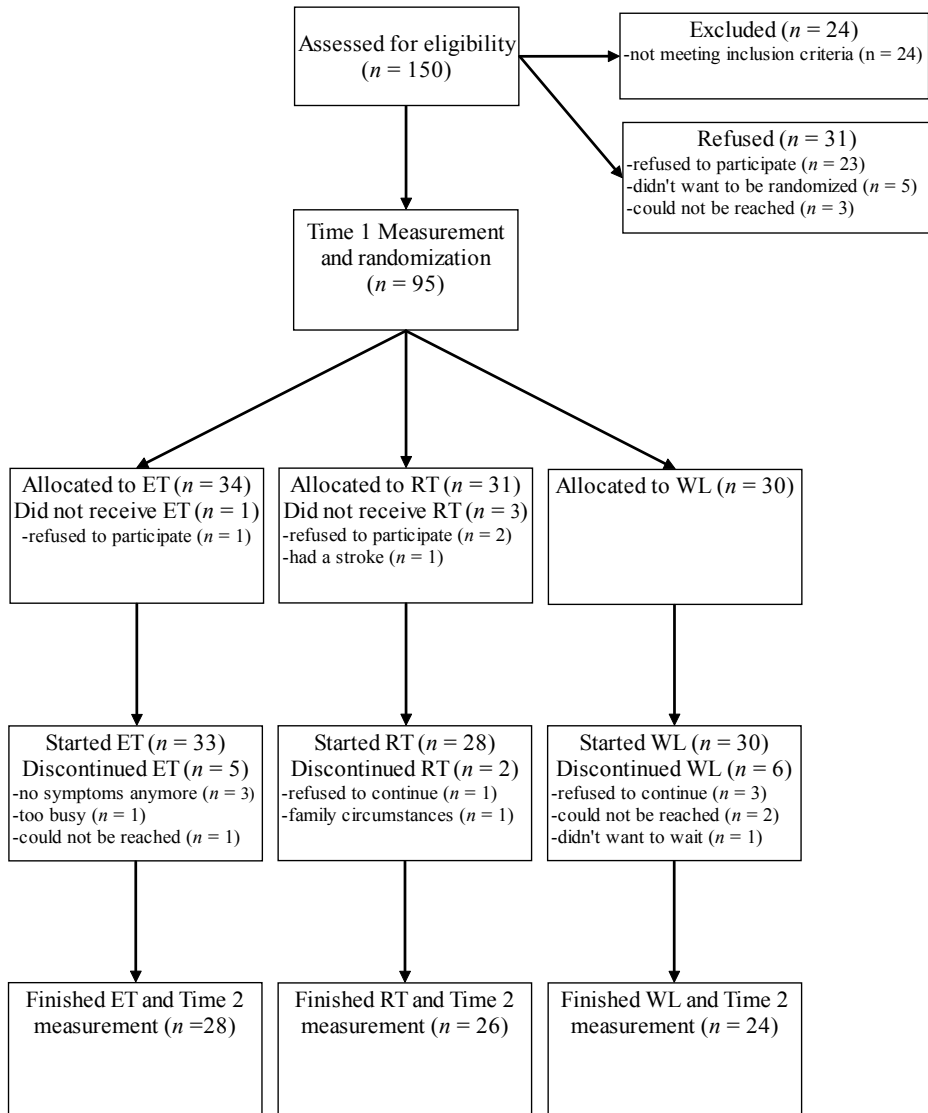 Assessed for eligibility
(n = 150)
Excluded (n = 24)
-not meeting inclusion criteria (n = 24)
Refused (n = 31)
-refused to participate (n = 23)
-didn't want to be randomized (n = 5)
-could not be reached (n = 3)
Time 1 Measurement
and randomization
(n = 95)
Allocated to ET (n = 34)
Did not receive ET (n = 1)
-refused to participate (n = 1)
Allocated to RT (n = 31)
Did not receive RT (n = 3)
-refused to participate (n = 2)
-had a stroke (n = 1)
Allocated to WL (n = 30)
Started ET (n = 33)
Discontinued ET (n = 5)
-no symptoms anymore (n = 3)
-too busy (n = 1)
-could not be reached (n = 1)
Started RT (n = 28)
Discontinued RT (n = 2)
-refused to continue (n = 1)
-family circumstances (n = 1)
Started WL (n = 30)
Discontinued WL (n = 6)
-refused to continue (n = 3)
-could not be reached (n = 2)
-didn't want to wait (n = 1)
Finished ET and Time 2
measurement (n =28)
Finished RT and Time 2
measurement (n = 26)
Finished WL and Time 2
measurement (n = 24)